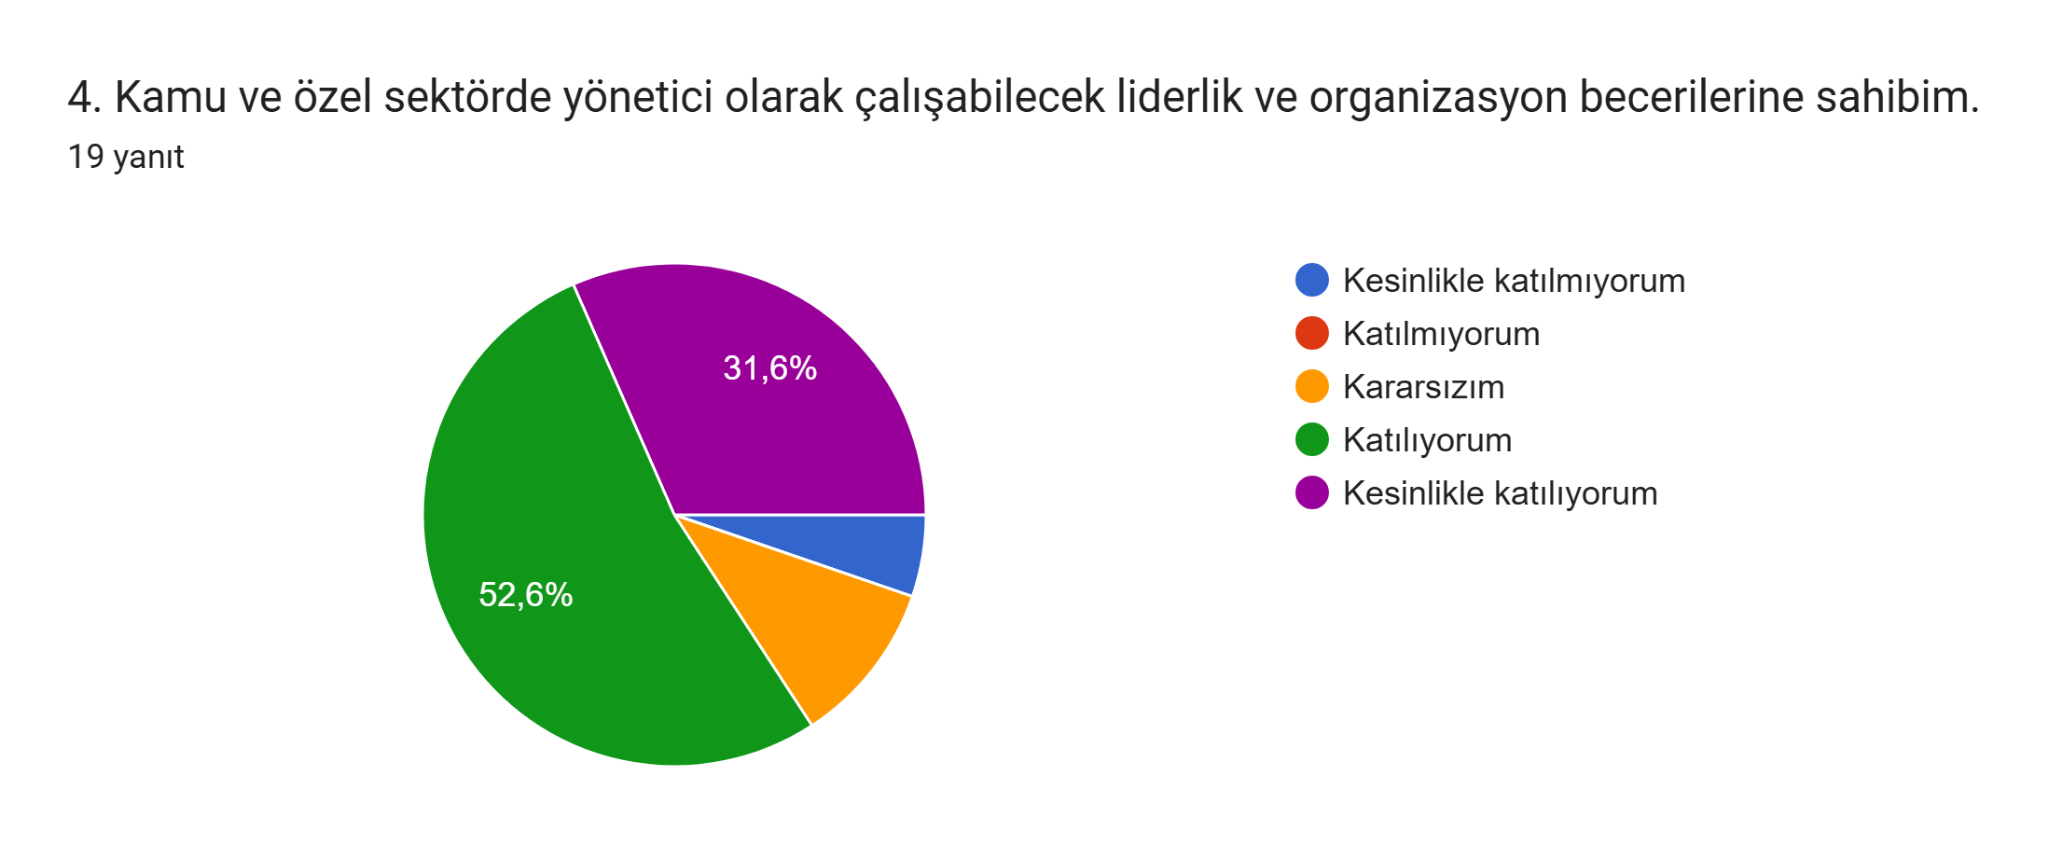 4. Kamu ve özel sektörde yönetici olarak çalışabilecek liderlik ve organizasyon becerilerine sahibim.
19 yanıt
31,6%
52,6%
Kesinlikle katılmıyorum
Katılmıyorum
Kararsızım
Katılıyorum
Kesinlikle katılıyorum